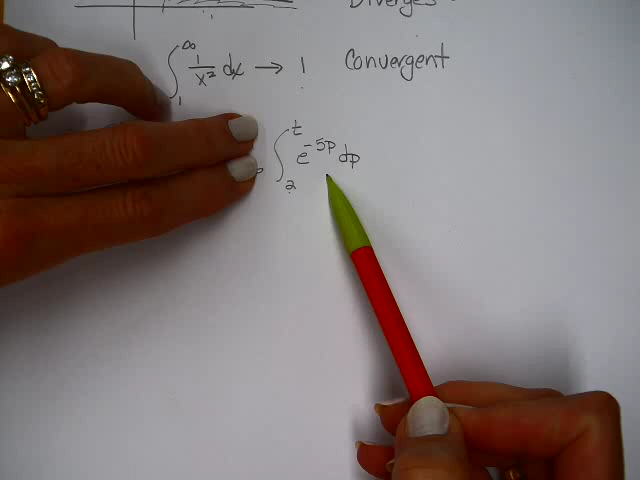 Diverges
∫₁^∞ 1/x² dx → 1 Convergent
∫₂^t e^{-5p} dp